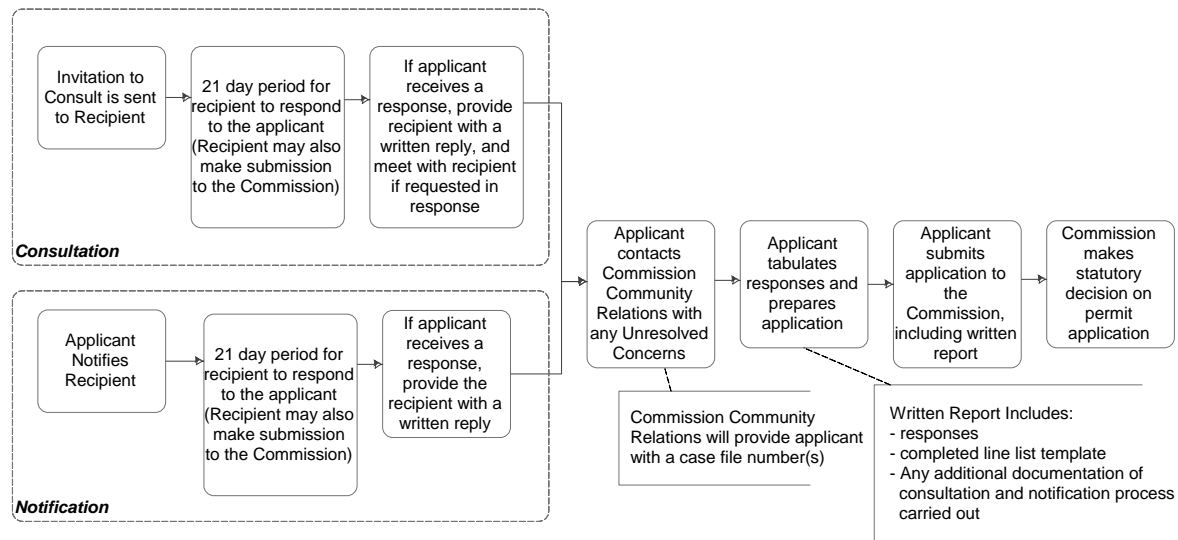 Invitation to
Consult is sent
to Recipient
21 day period for
recipient to respond
to the applicant
(Recipient may also
make submission
to the Commission)
If applicant
receives a
response, provide
recipient with a
written reply, and
meet with recipient
if requested in
response
Consultation
Applicant
Notifies
Recipient
21 day period for
recipient to respond
to the applicant
(Recipient may also
make submission
to the Commission)
If applicant
receives a
response,
provide the
recipient with a
written reply
Notification
Applicant
contacts
Commission
Community
Relations with
any Unresolved
Concerns
Applicant
tabulates
responses and
prepares
application
Applicant
submits
application to
the
Commission,
including written
report
Commission
makes
statutory
decision on
permit
application
Commission Community
Relations will provide applicant
with a case file number(s)
Written Report Includes:
- responses
- completed line list template
- Any additional documentation of
consultation and notification process
carried out